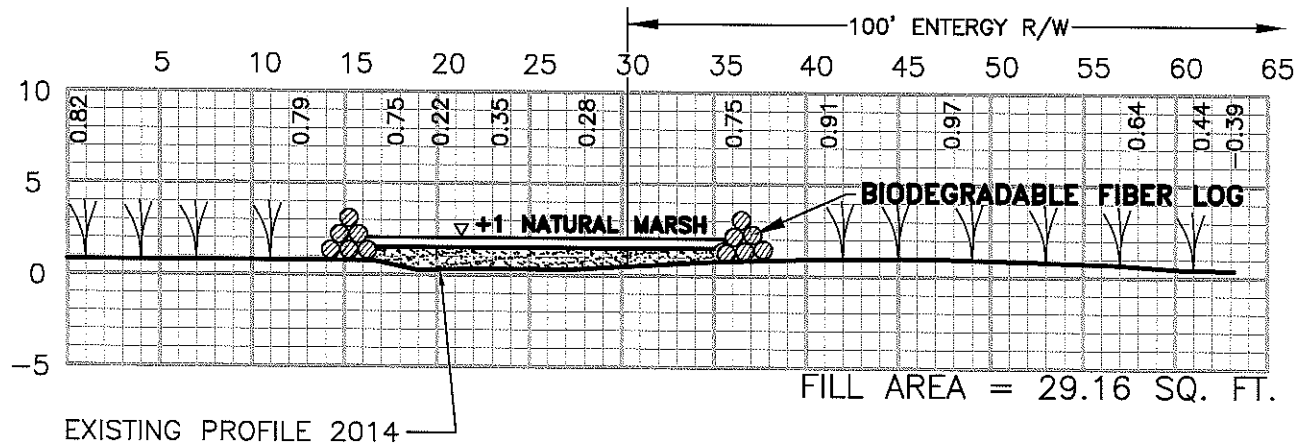 100' ENTERGY R/W
5 10 15 20 25 30 35 40 45 50 55 60 65
10
0.82 0.79 0.75 0.22 0.35 0.28 0.75 0.91 0.97 0.64 0.44 -0.39
5
BIODEGRADABLE FIBER LOG
+1 NATURAL MARSH
0
-5
FILL AREA = 29.16 SQ. FT.
EXISTING PROFILE 2014